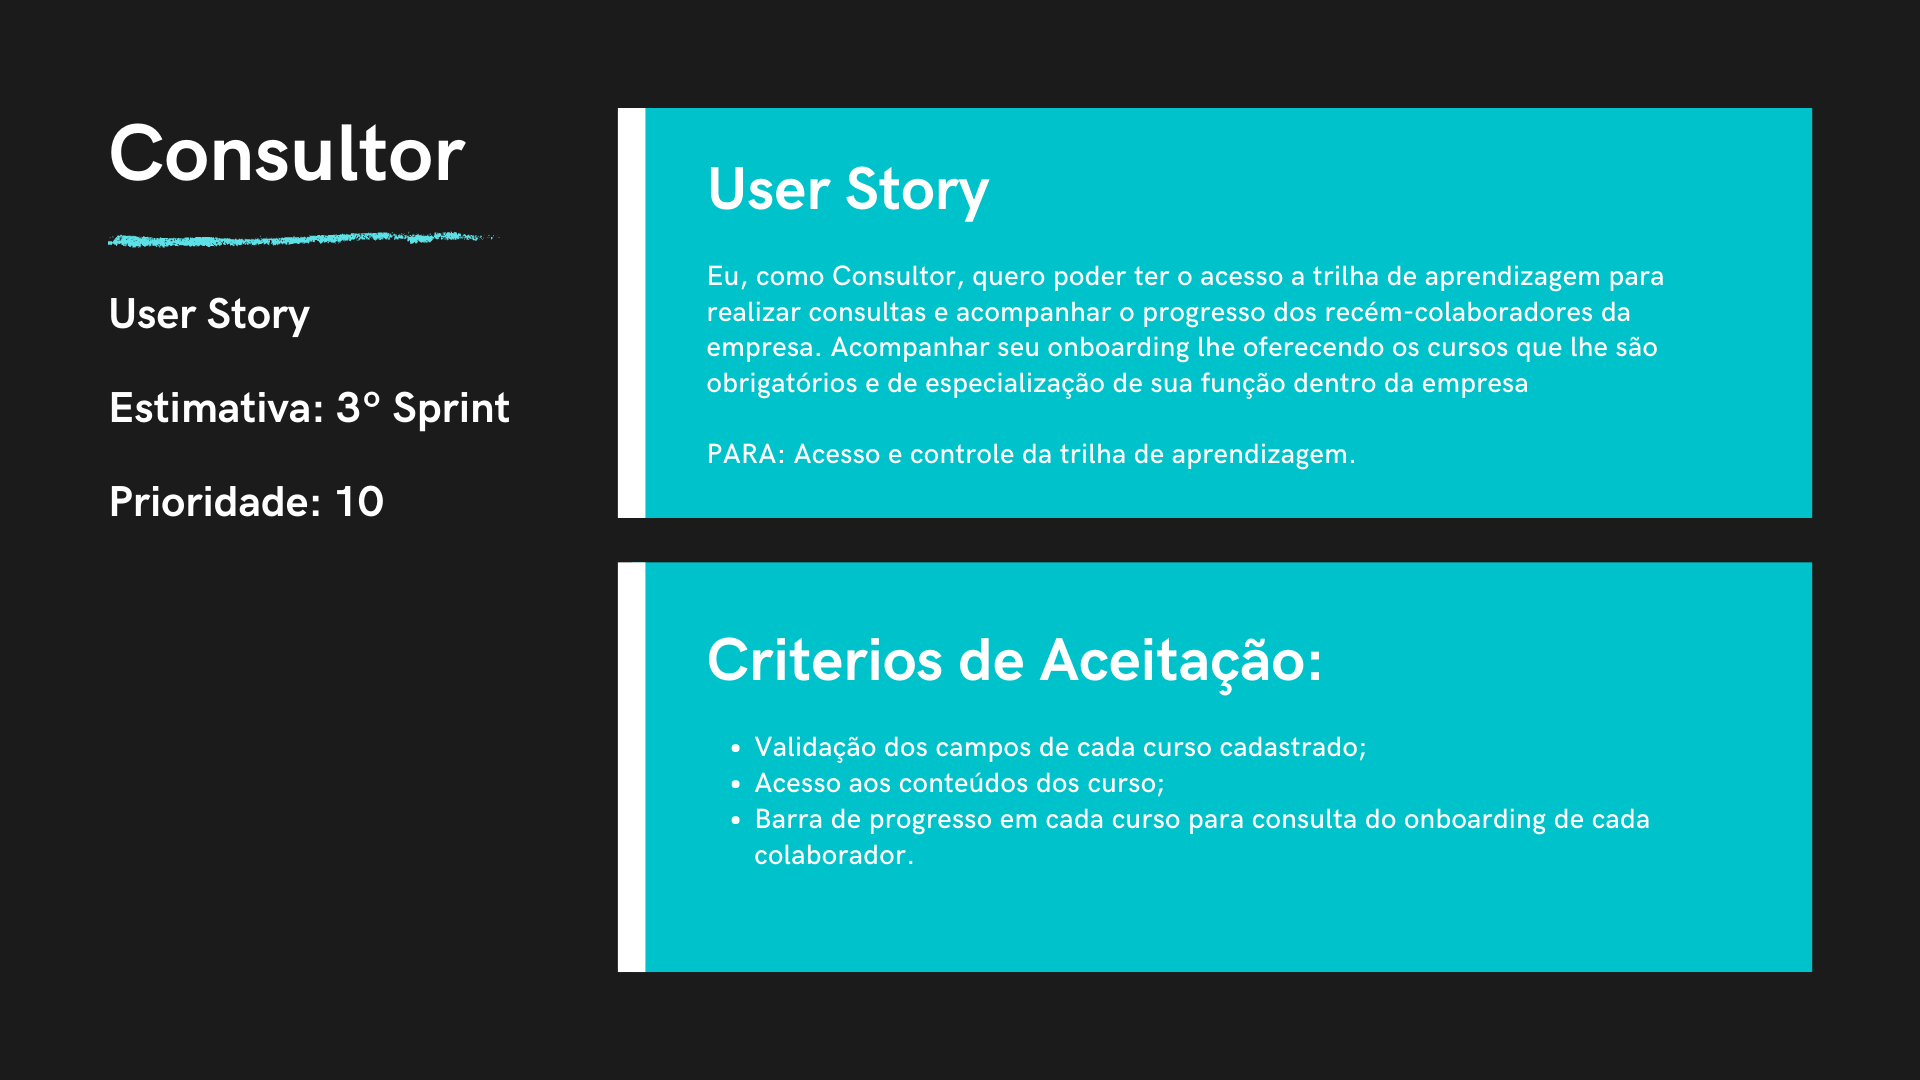 Consultor
User Story
Estimativa: 3º Sprint
Prioridade: 10
User Story
Eu, como Consultor, quero poder ter o acesso a trilha de aprendizagem para
realizar consultas e acompanhar o progresso dos recém-colaboradores da
empresa. Acompanhar seu onboarding lhe oferecendo os cursos que lhe são
obrigatórios e de especialização de sua função dentro da empresa
PARA: Acesso e controle da trilha de aprendizagem.
Criterios de Aceitação:
• Validação dos campos de cada curso cadastrado;
• Acesso aos conteúdos dos curso;
• Barra de progresso em cada curso para consulta do onboarding de cada
colaborador.